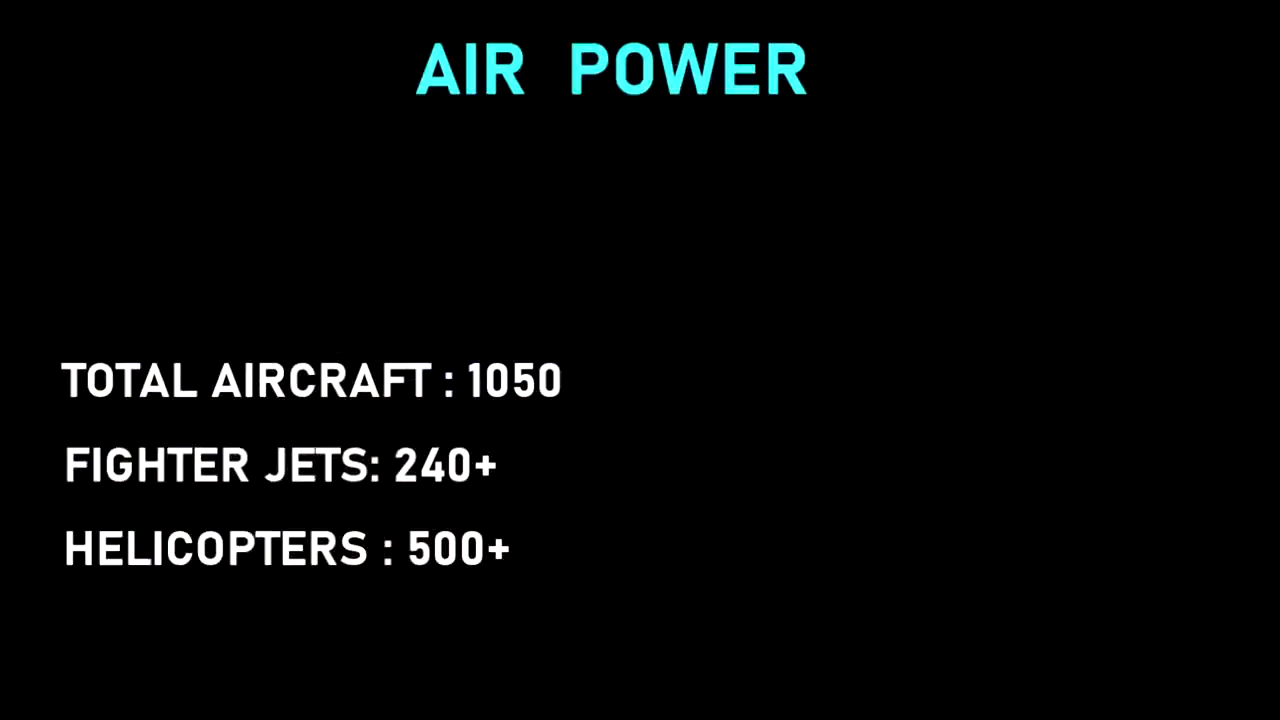 AIR POWER
TOTAL AIRCRAFT : 1050
FIGHTER JETS: 240+
HELICOPTERS : 500+